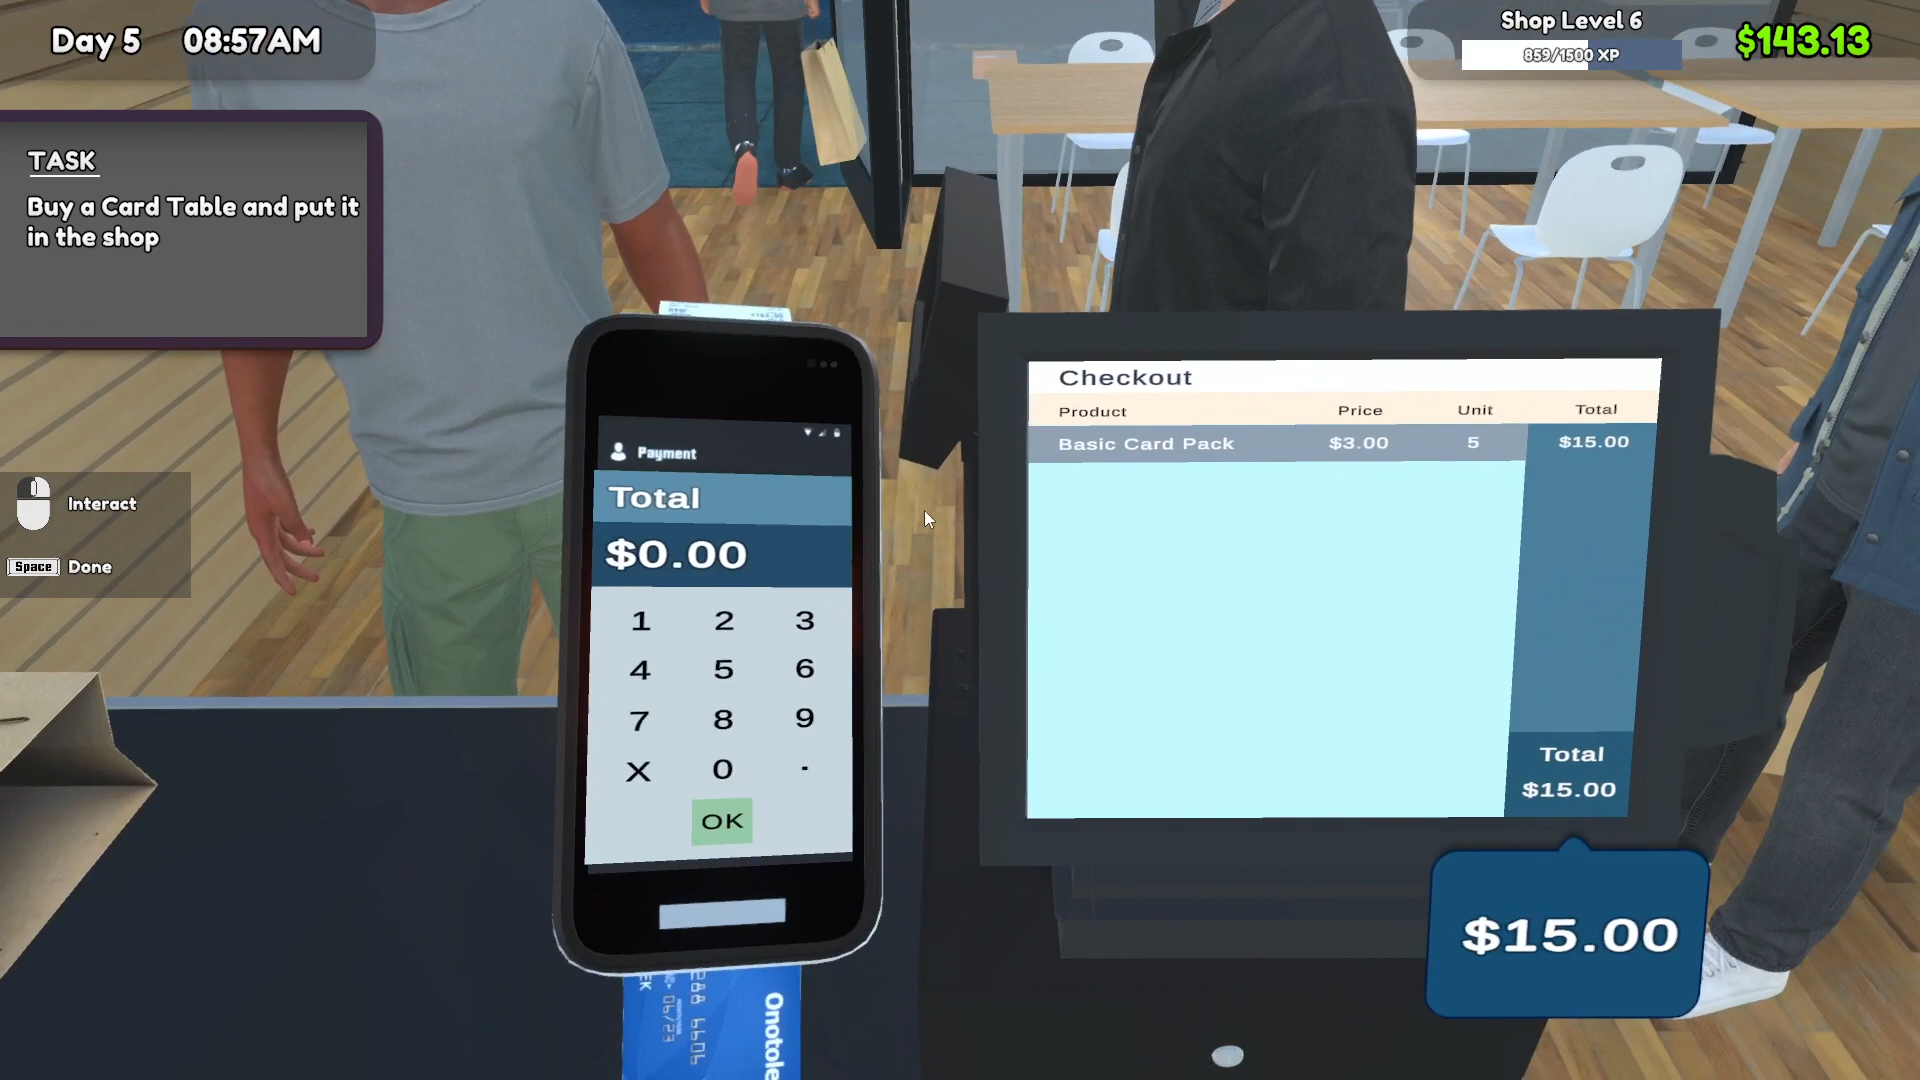 Day 5 08:57AM
Shop Level 6
859/1500 XP
$143.13
TASK
Buy a Card Table and put it
in the shop
Interact
Space Done
Payment
Total
$0.00
1 2 3
4 5 6
7 8 9
X 0 .
OK
Checkout
Product Price Unit Total
Basic Card Pack $3.00 5 $15.00
Total
$15.00
$15.00
06/23
Onotole